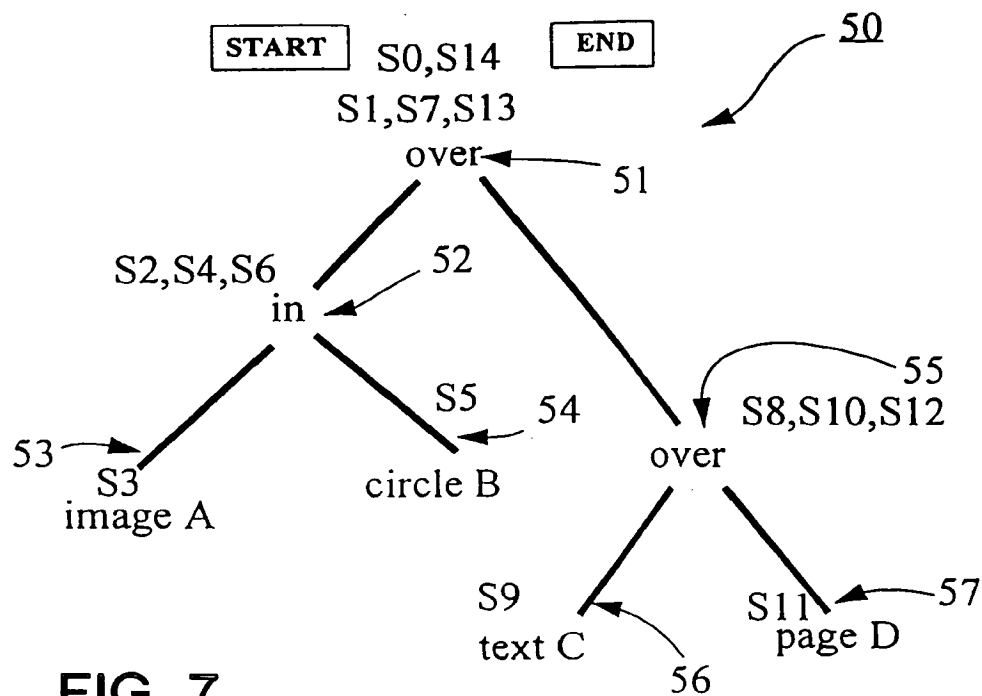 50
START
S0,S14
END
S1,S7,S13
over
51
S2,S4,S6
52
in
55
S5
54
S8,S10,S12
53
over
S3
circle B
image A
S9
S11
57
text C
page D
56
FIG. 7